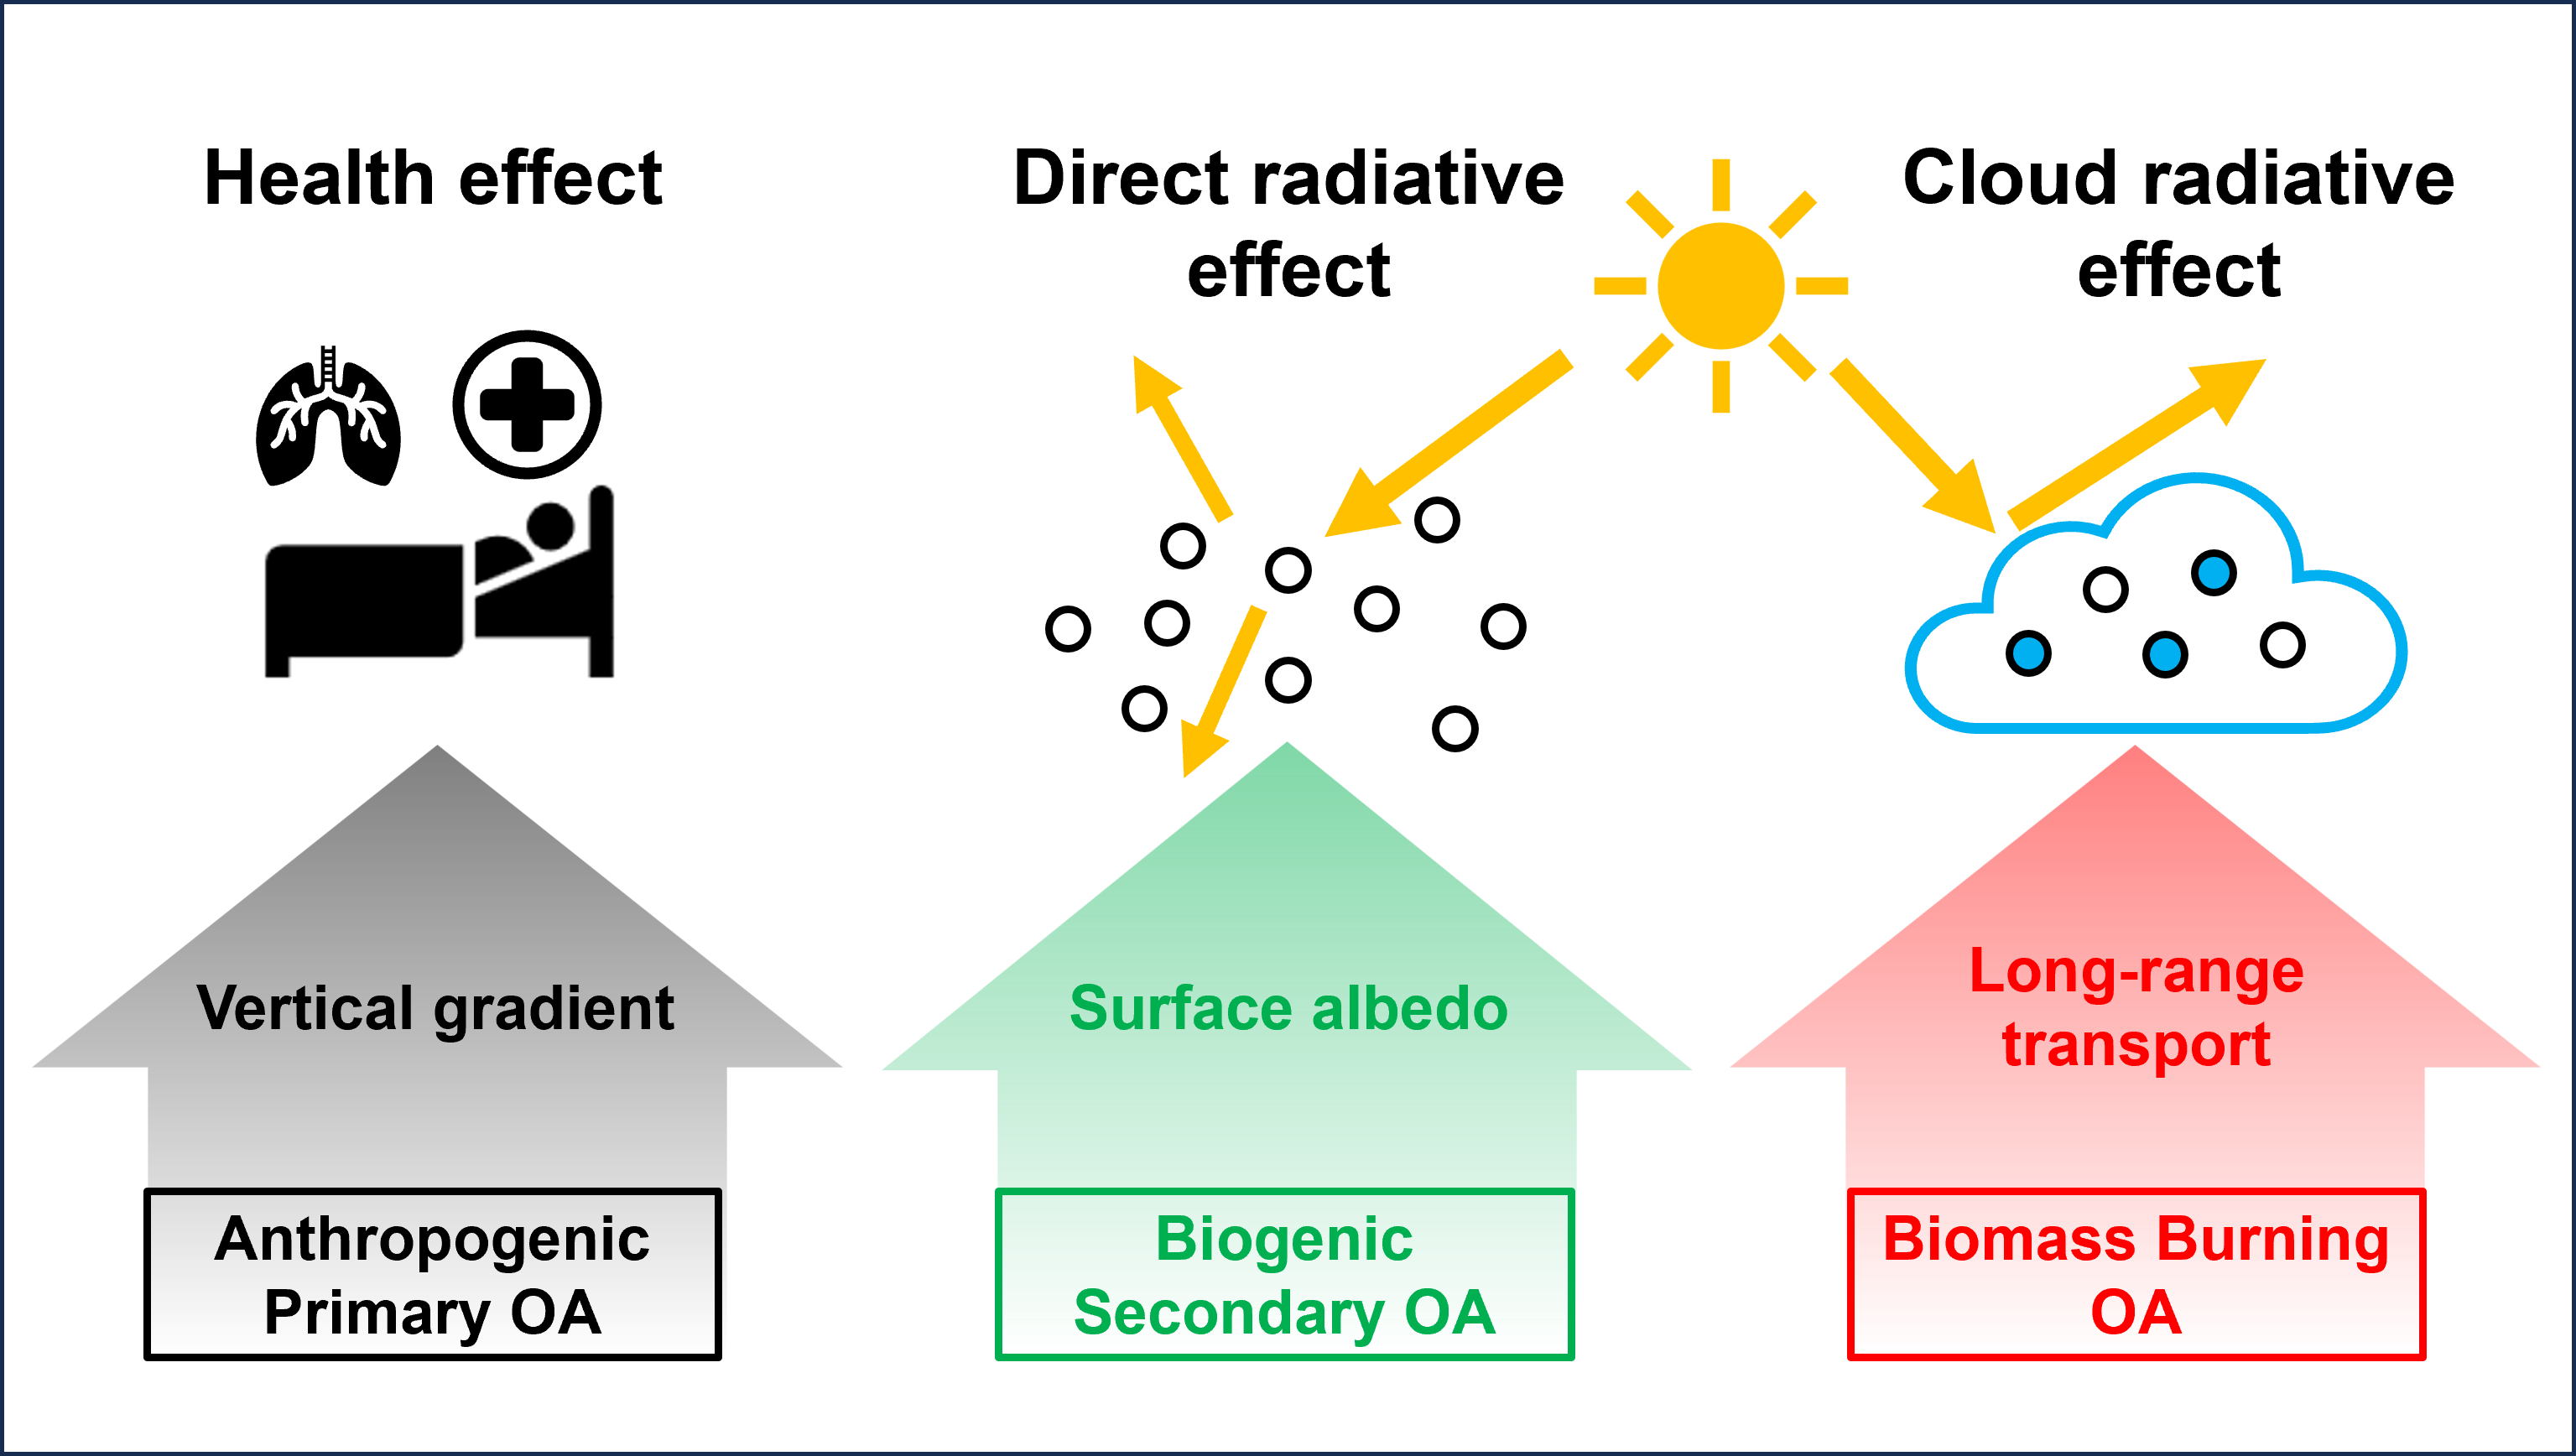 Health effect
Direct radiative
effect
Cloud radiative
effect
Vertical gradient
Surface albedo
Long-range
transport
Anthropogenic
Primary OA
Biogenic
Secondary OA
Biomass Burning
OA